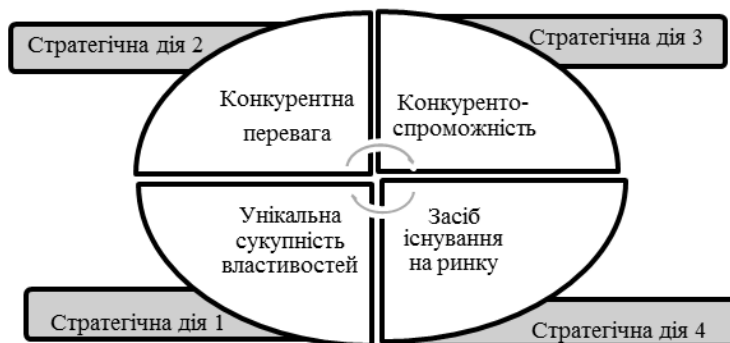 Стратегічна дія 2
Стратегічна дія 3
Конкурентна
перевага
Конкуренто-
спроможність
Унікальна
сукупність
властивостей
Засіб
існування
на ринку
Стратегічна дія 1
Стратегічна дія 4